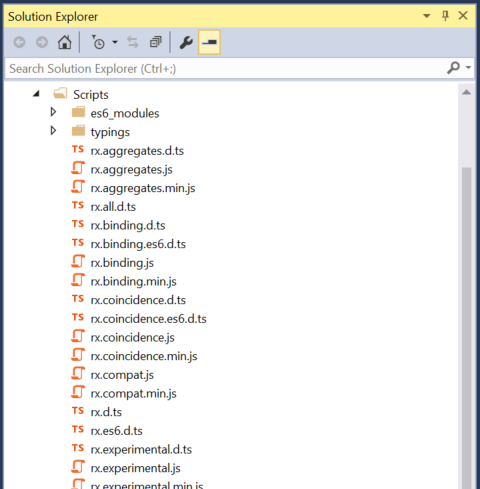 Solution Explorer
Search Solution Explorer (Ctrl+;)
Scripts
es6_modules
typings
TS rx.aggregates.d.ts
rx.aggregates.js
rx.aggregates.min.js
TS rx.all.d.ts
TS rx.binding.d.ts
TS rx.binding.es6.d.ts
rx.binding.js
rx.binding.min.js
TS rx.coincidence.d.ts
TS rx.coincidence.es6.d.ts
rx.coincidence.js
rx.coincidence.min.js
rx.compat.js
rx.compat.min.js
TS rx.d.ts
TS rx.es6.d.ts
TS rx.experimental.d.ts
rx.experimental.js
rx.experimental.min.js